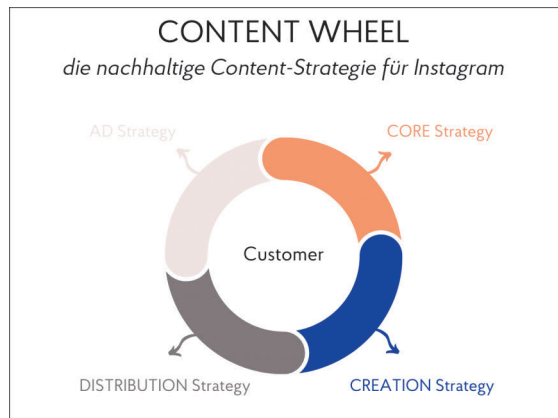 CONTENT WHEEL
die nachhaltige Content-Strategie für Instagram
AD Strategy
CORE Strategy
Customer
DISTRIBUTION Strategy
CREATION Strategy